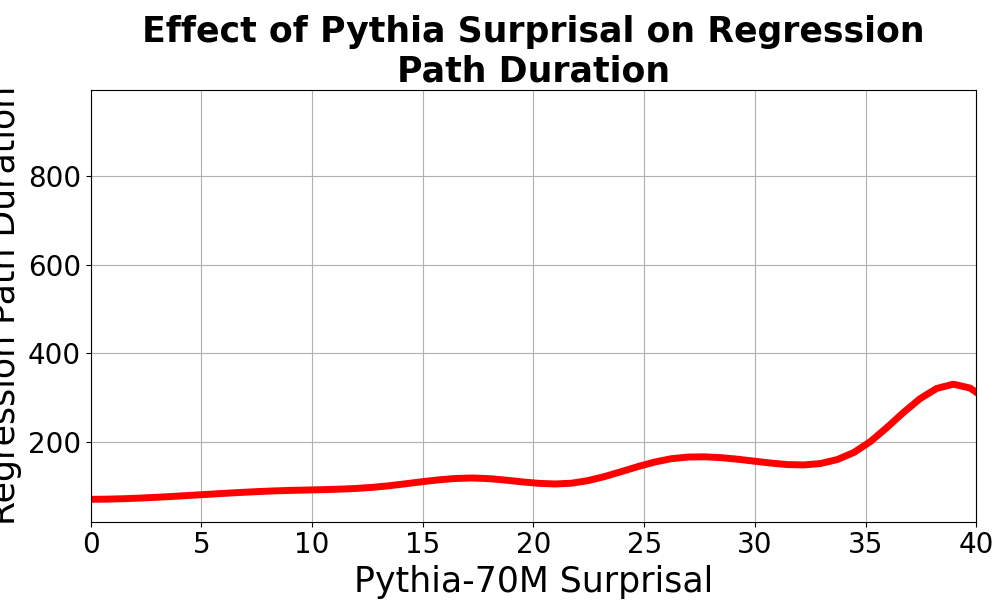 Effect of Pythia Surprisal on Regression
Path Duration
Regression Path Duration
800
600
400
200
0 5 10 15 20 25 30 35 40
Pythia-70M Surprisal